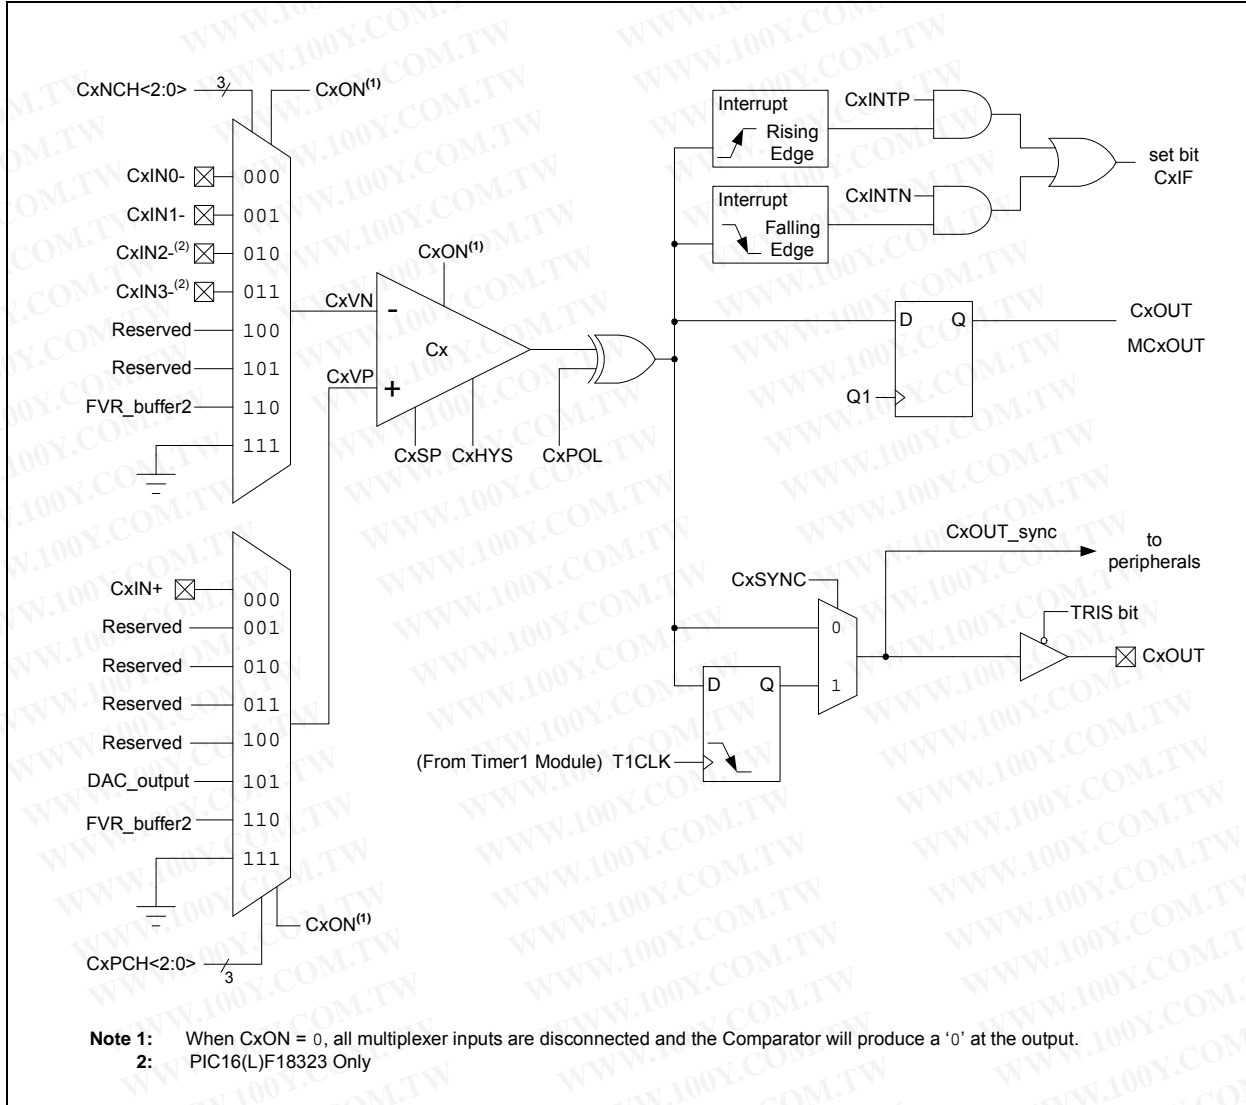 CxNCH<2:0>
3
CxON(1)
CxIN0-
000
CxIN1-
001
CxIN2-(2)
010
CxIN3-(2)
011
Reserved
100
Reserved
101
FVR_buffer2
110
111
CxVN
CxVP
CxON(1)
-
Cx
+
CxSP
CxHYS
CxPOL
Interrupt
Rising
Edge
CxINTP
Interrupt
Falling
Edge
CxINTN
set bit
CxIF
D
Q
Q1
CxOUT
MCxOUT
CxIN+
000
Reserved
001
Reserved
010
Reserved
011
Reserved
100
DAC_output
101
FVR_buffer2
110
111
CxON(1)
CxPCH<2:0>
3
CxOUT_sync
to
peripherals
CxSYNC
0
1
TRIS bit
CxOUT
D
Q
(From Timer1 Module) T1CLK
Note 1: When CxON = 0, all multiplexer inputs are disconnected and the Comparator will produce a ‘0’ at the output.
2: PIC16(L)F18323 Only
WWW.100Y.COM.TW